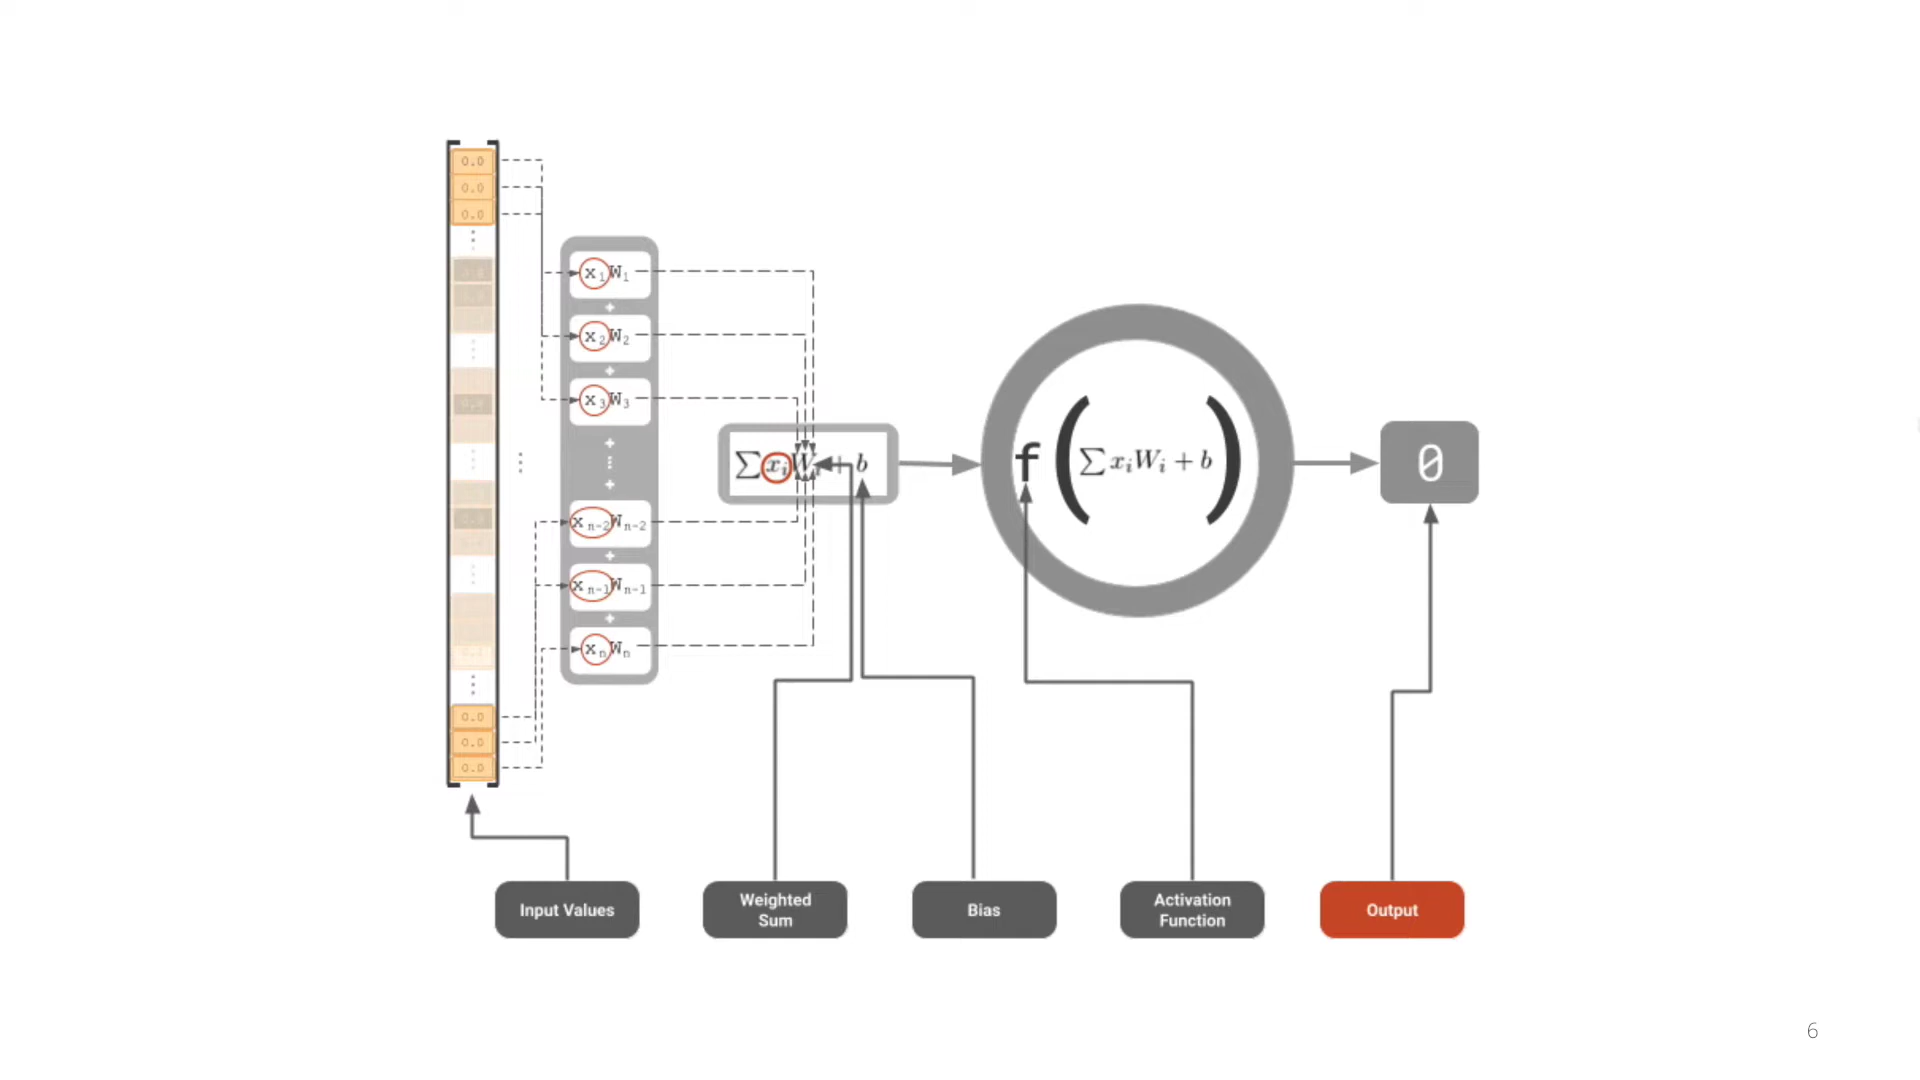 0.0
0.0
0.0
x₁W₁
+
x₂W₂
+
x₃W₃
+
+
xₙ₋₂Wₙ₋₂
+
xₙ₋₁Wₙ₋₁
+
xₙWₙ
0.0
0.0
0.0
∑ xᵢWᵢ + b
f(∑ xᵢWᵢ + b)
0
Input Values
Weighted
Sum
Bias
Activation
Function
Output
6